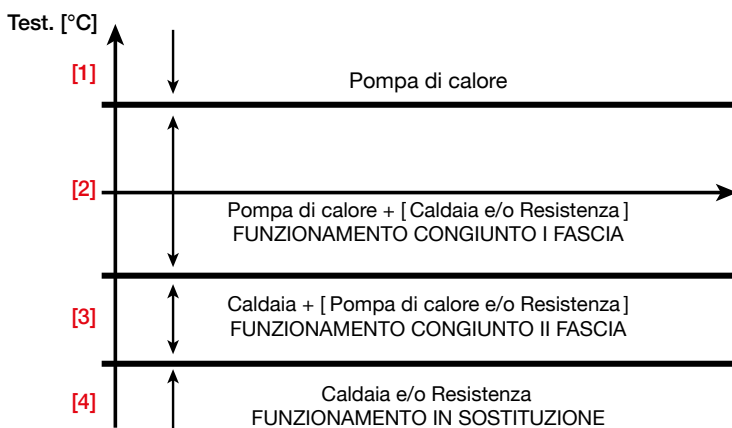 Test. [°C]
[1]
Pompa di calore
[2]
Pompa di calore + [Caldaia e/o Resistenza]
FUNZIONAMENTO CONGIUNTO I FASCIA
[3]
Caldaia + [Pompa di calore e/o Resistenza]
FUNZIONAMENTO CONGIUNTO II FASCIA
[4]
Caldaia e/o Resistenza
FUNZIONAMENTO IN SOSTITUZIONE